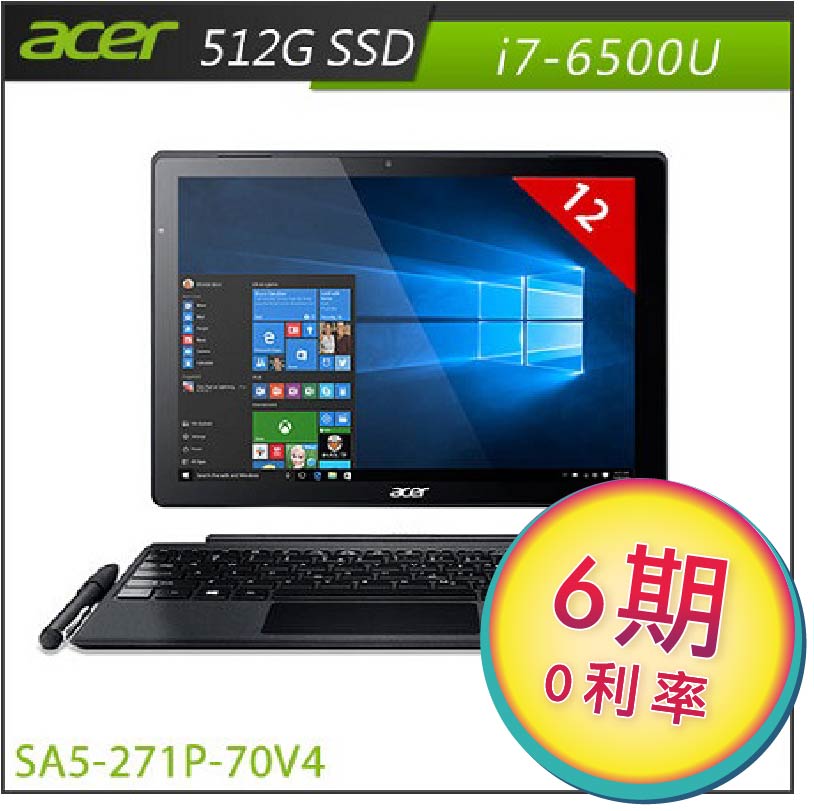 acer 512G SSD
i7-6500U
12
acer
6期
0利率
SA5-271P-70V4